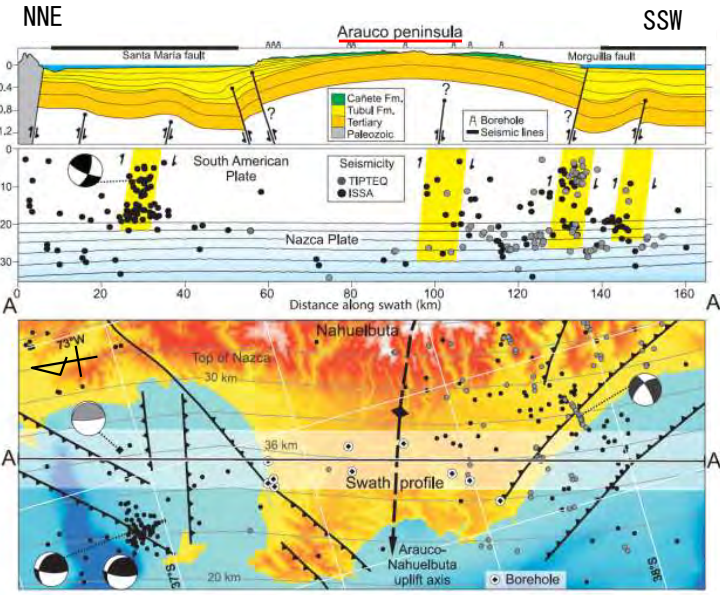 NNE
SSW
Arauco peninsula
Santa María fault
Morguilla fault
0
0.4
0.8
1.2
?
?
?
Cañete Fm.
Tubul Fm.
Tertiary
Paleozoic
Borehole
Seismic lines
0
10
20
30
South American
Plate
Seismicity
TIPTEQ
ISSA
Nazca Plate
A
A
0
20
40
60
80
100
120
140
160
Distance along swath (km)
73°W
Nahuelbuta
Top of Nazca
30 km
36 km
A
A
Swath profile
37°S
20 km
Arauco-
Nahuelbuta
uplift axis
Borehole
38°S